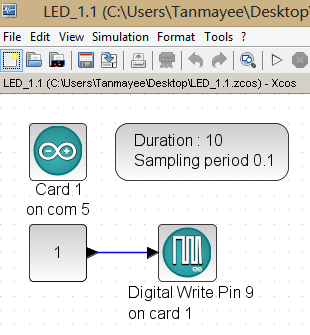 LED_1.1 (C:\Users\Tanmayee\Desktop
File Edit View Simulation Format Tools ?
LED_1.1 (C:\Users\Tanmayee\Desktop\LED_1.1.zcos) - Xcos
Duration : 10
Sampling period 0.1
Card 1
on com 5
1
Digital Write Pin 9
on card 1